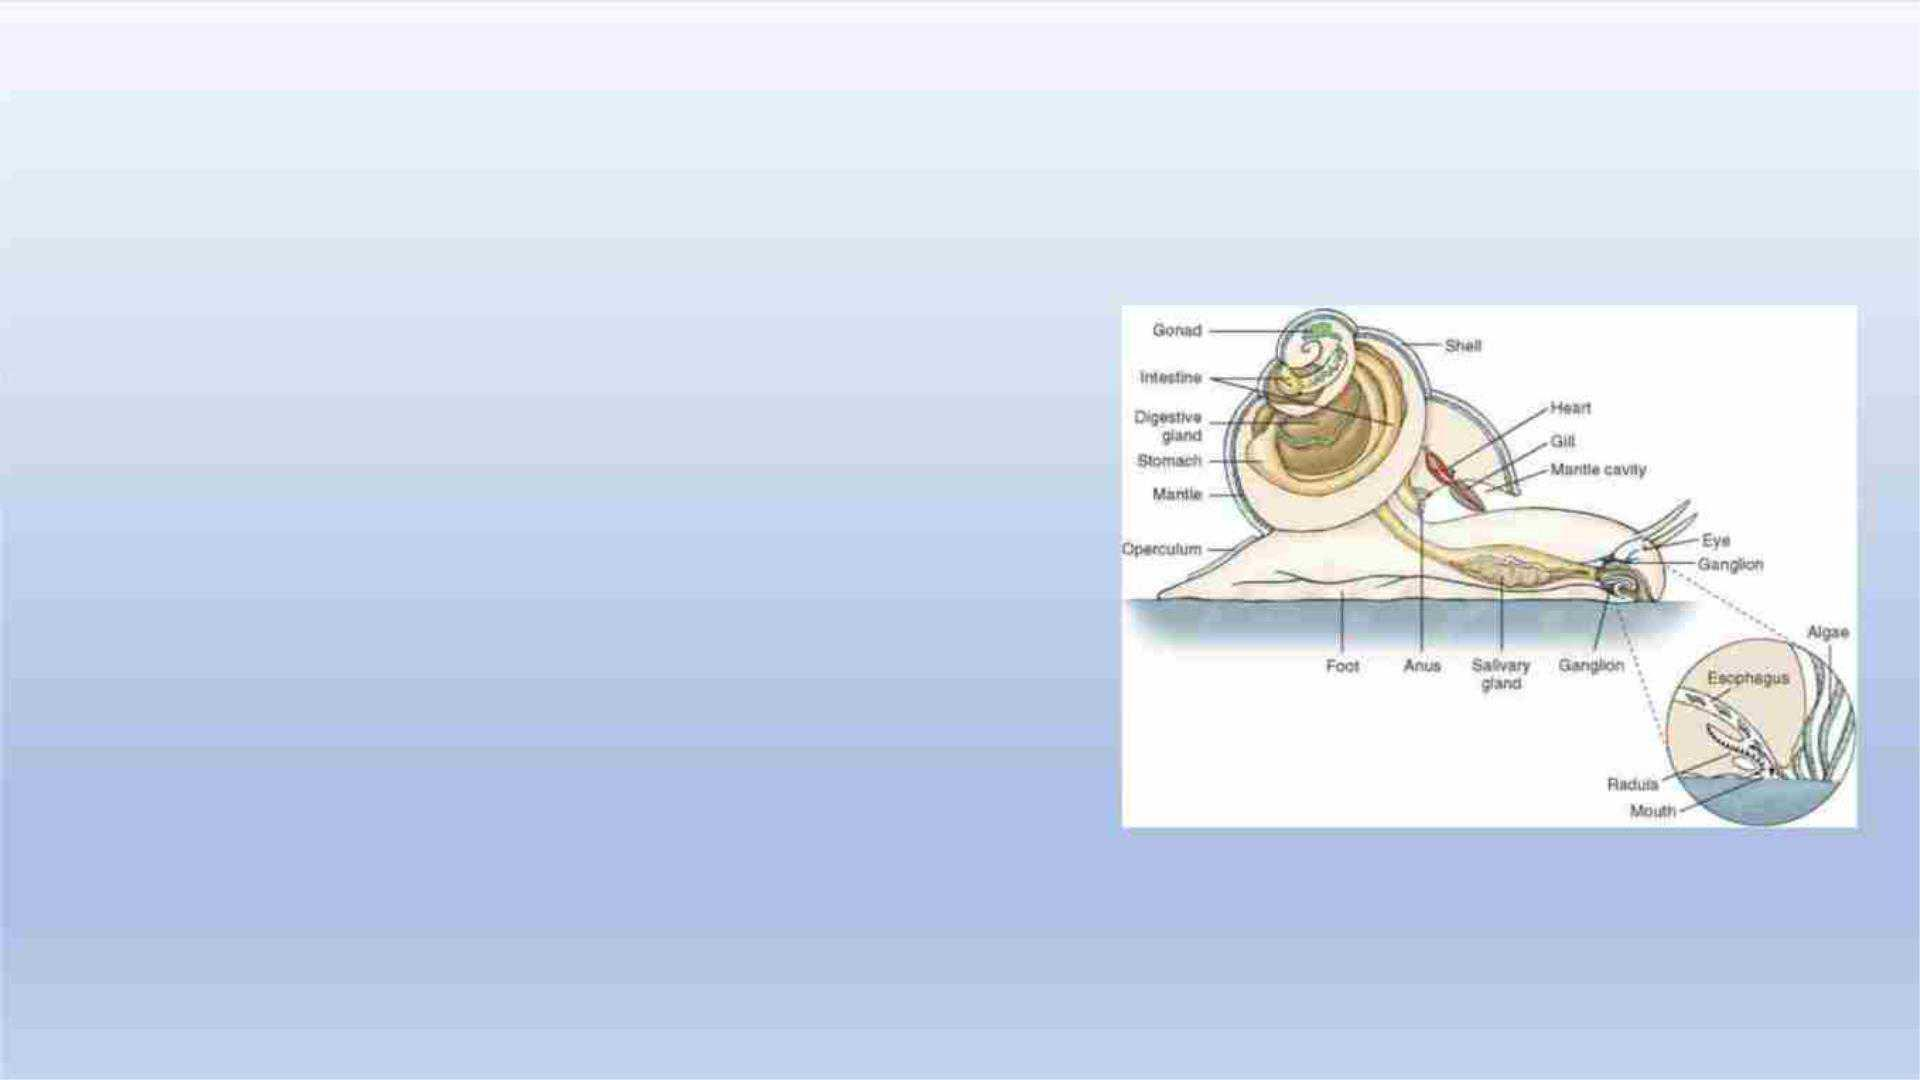 Gonad
Shell
Intestine
Heart
Digestive
gland
Gill
Stomach
Mantle cavity
Mantle
Eye
Operculum
Ganglion
Algae
Foot
Anus
Salivary
gland
Ganglion
Esophagus
Radula
Mouth